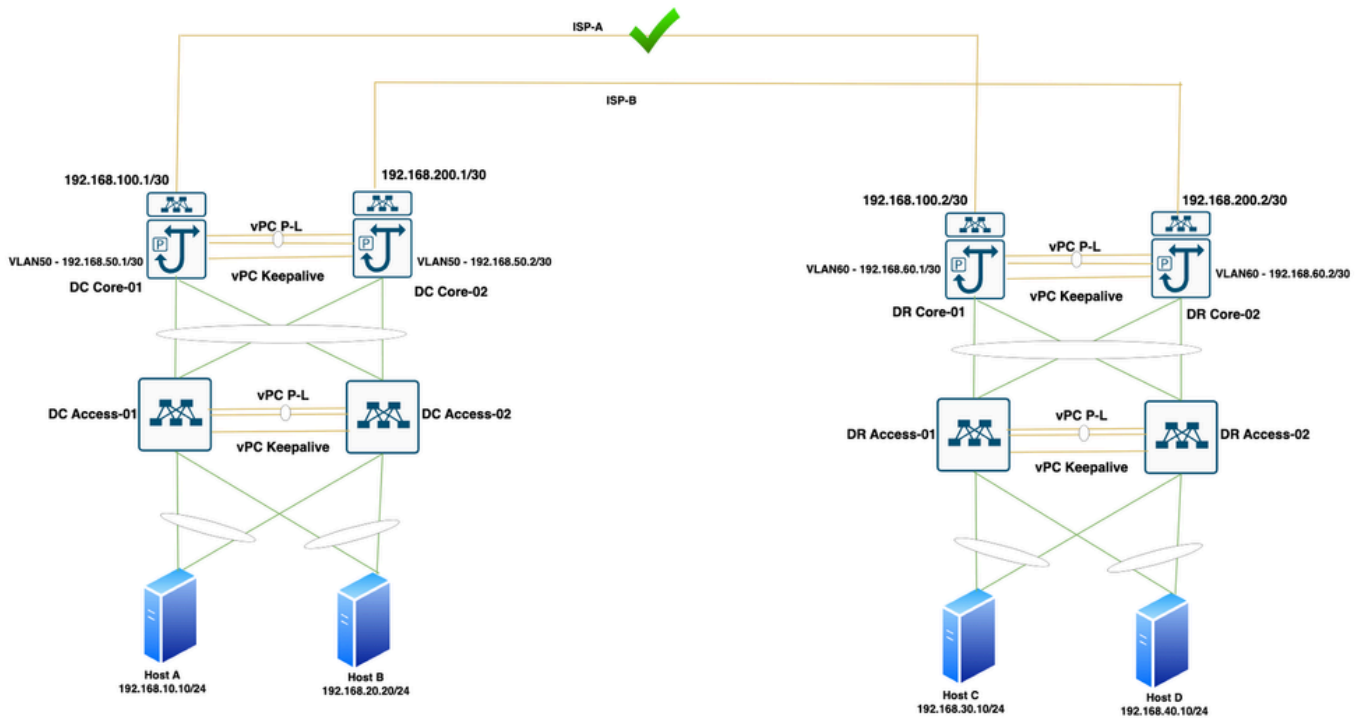 ISP-A
ISP-B
192.168.100.1/30
192.168.200.1/30
192.168.100.2/30
192.168.200.2/30
vPC P-L
P
P
VLAN50 - 192.168.50.1/30
VLAN50 - 192.168.50.2/30
vPC Keepalive
DC Core-01
DC Core-02
vPC P-L
P
P
VLAN60 - 192.168.60.1/30
VLAN60 - 192.168.60.2/30
vPC Keepalive
DR Core-01
DR Core-02
vPC P-L
DC Access-01
DC Access-02
vPC Keepalive
vPC P-L
DR Access-01
DR Access-02
vPC Keepalive
Host A
192.168.10.10/24
Host B
192.168.20.20/24
Host C
192.168.30.10/24
Host D
192.168.40.10/24